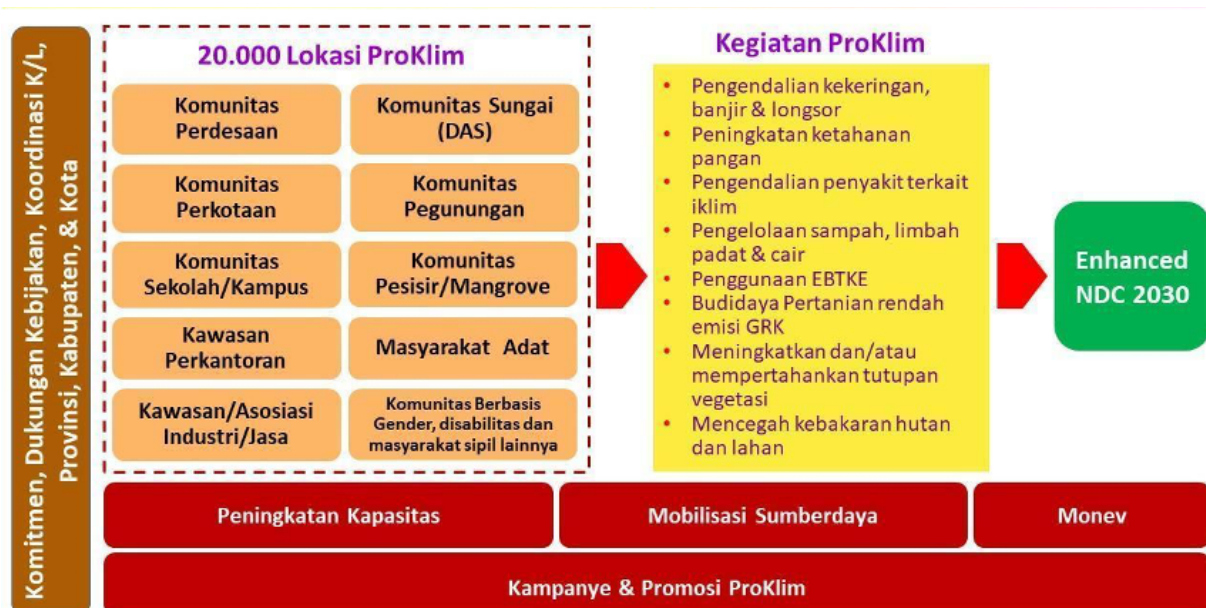 Komitmen, Dukungan Kebijakan, Koordinasi K/L,
Provinsi, Kabupaten, & Kota
20.000 Lokasi ProKlim
Komunitas
Perdesaan
Komunitas Sungai
(DAS)
Komunitas
Perkotaan
Komunitas
Pegunungan
Komunitas
Sekolah/Kampus
Komunitas
Pesisir/Mangrove
Kawasan
Perkantoran
Masyarakat Adat
Kawasan/Asosiasi
Industri/Jasa
Komunitas Berbasis
Gender, disabilitas dan
masyarakat sipil lainnya
Kegiatan ProKlim
• Pengendalian kekeringan,
banjir & longsor
• Peningkatan ketahanan
pangan
• Pengendalian penyakit terkait
iklim
• Pengelolaan sampah, limbah
padat & cair
• Penggunaan EBTKE
• Budidaya Pertanian rendah
emisi GRK
• Meningkatkan dan/atau
mempertahankan tutupan
vegetasi
• Mencegah kebakaran hutan
dan lahan
Enhanced
NDC 2030
Peningkatan Kapasitas
Mobilisasi Sumberdaya
Monev
Kampanye & Promosi ProKlim